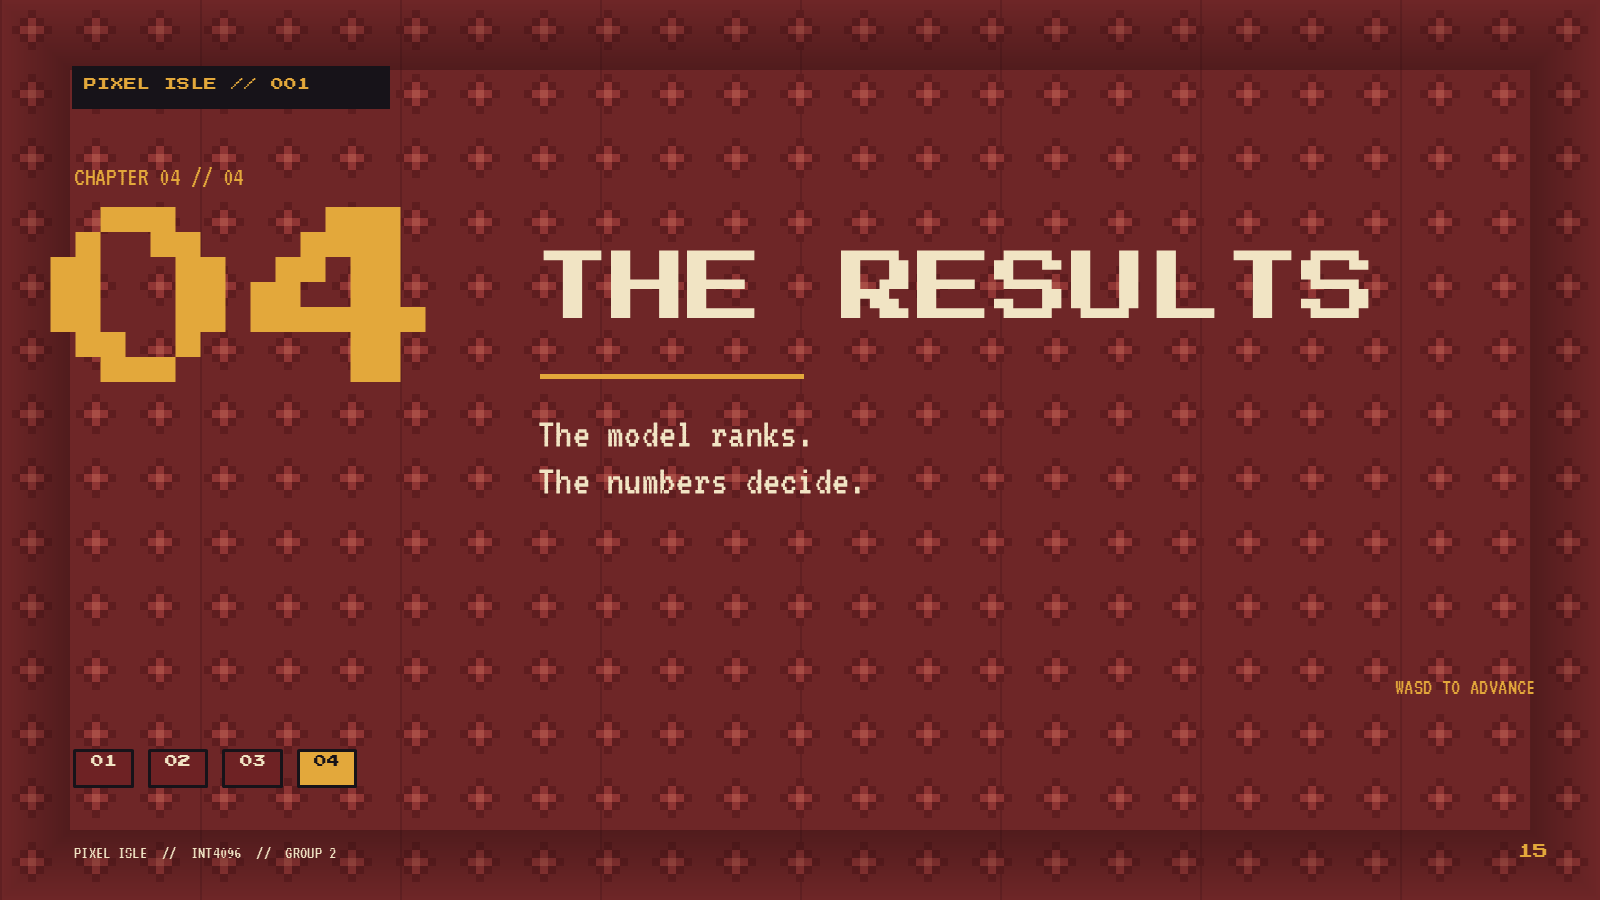 PIXEL ISLE // 001
CHAPTER 04 // 04
04
THE RESULTS
The model ranks.
The numbers decide.
WASD TO ADVANCE
01 02 03 04
PIXEL ISLE // INT4096 // GROUP 2
15